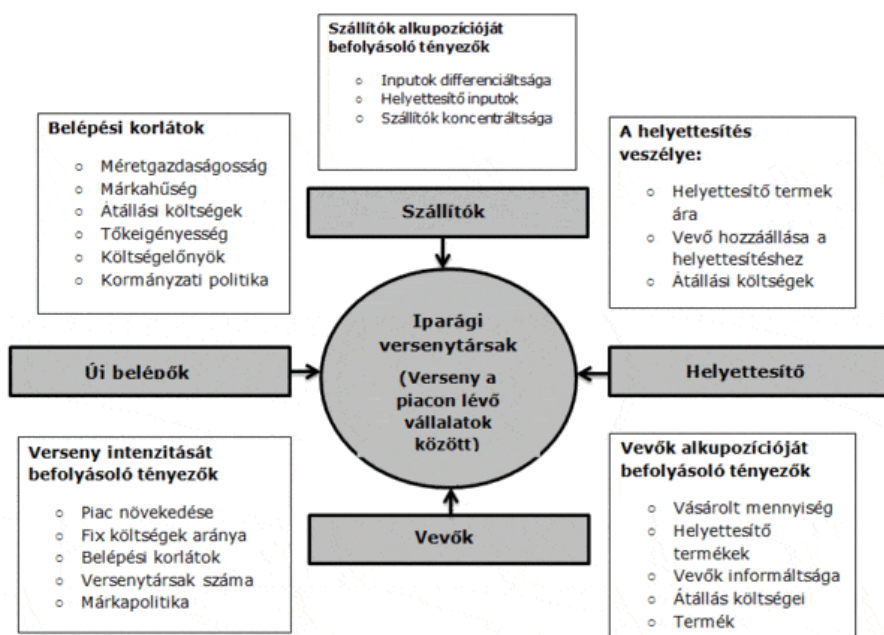 Szállítók alkupozícióját
befolyásoló tényezők
○ Inputok differenciáltsága
○ Helyettesítő inputok
○ Szállítók koncentráltsága
Belépési korlátok
○ Méretgazdaságosság
○ Márkahűség
○ Átállási költségek
○ Tőkeigényesség
○ Költségelőnyök
○ Kormányzati politika
A helyettesítés
veszélye:
○ Helyettesítő termek
ára
○ Vevő hozzáállása a
helyettesítéshez
○ Átállási költségek
Szállítók
Iparági
versenytársak
(Verseny a
piacon lévő
vállalatok
között)
Új belépők
Helyettesítő
Verseny intenzitását
befolyásoló tényezők
○ Piac növekedése
○ Fix költségek aránya
○ Belépési korlátok
○ Versenytársak száma
○ Márkapolitika
Vevők
Vevők alkupozícióját
befolyásoló tényezők
○ Vásárolt mennyiség
○ Helyettesítő
termékek
○ Vevők informáltsága
○ Átállás költségei
○ Termék